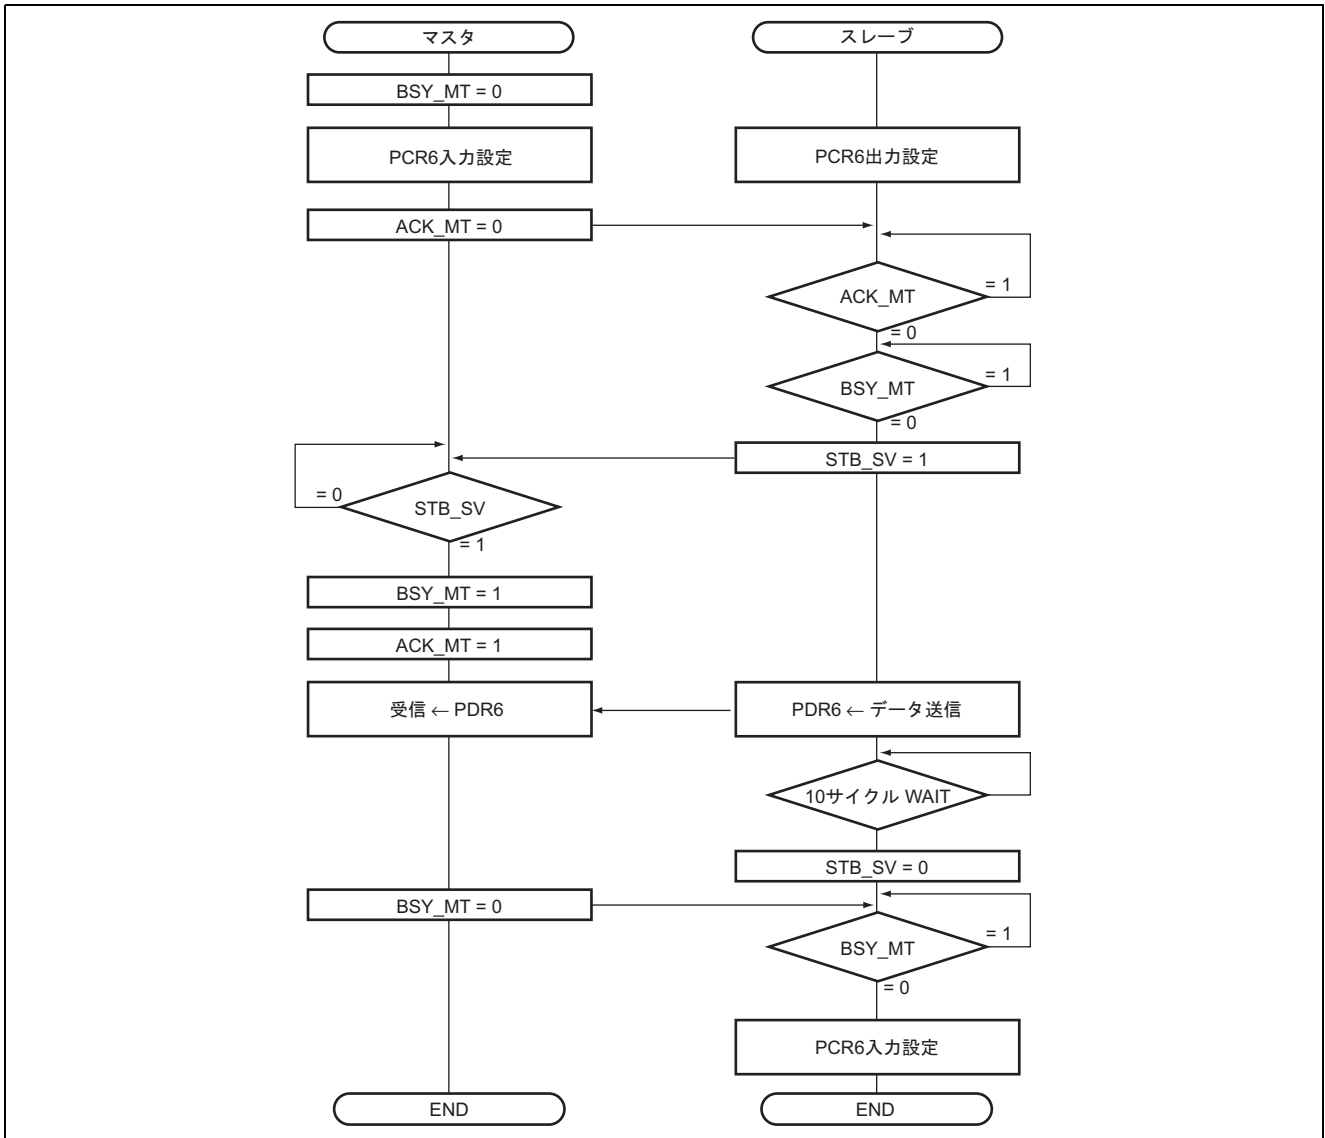 マスタ
スレーブ
BSY_MT = 0
PCR6入力設定
PCR6出力設定
ACK_MT = 0
ACK_MT
= 1
= 0
BSY_MT
= 1
= 0
STB_SV = 1
= 0
STB_SV
= 1
BSY_MT = 1
ACK_MT = 1
受信 ← PDR6
PDR6 ← データ送信
10サイクル WAIT
STB_SV = 0
BSY_MT = 0
BSY_MT
= 1
= 0
PCR6入力設定
END
END